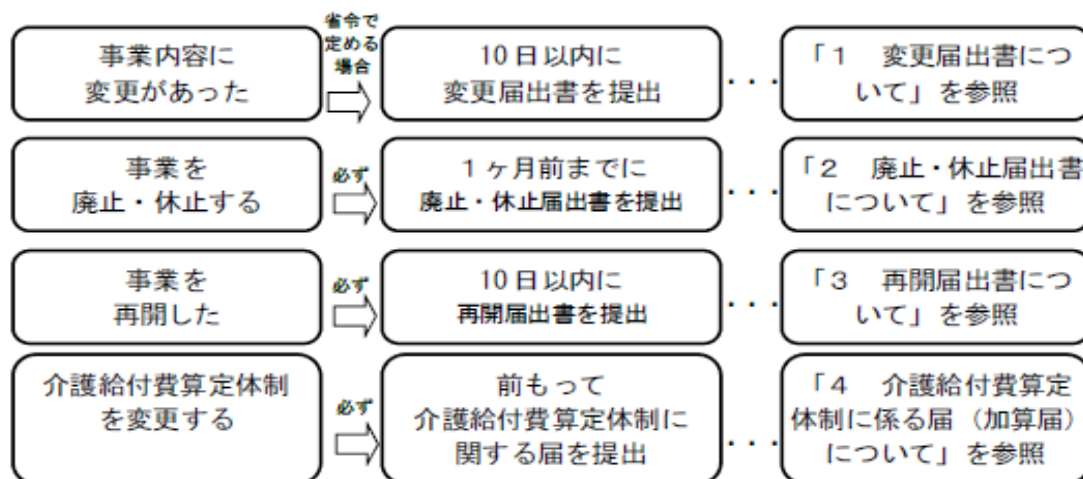 事業内容に
変更があった
省令で
定める
場合
10日以内に
変更届出書を提出
・・・
「1 変更届出書につ
いて」を参照
事業を
廃止・休止する
必ず
1ヶ月前までに
廃止・休止届出書を提出
・・・
「2 廃止・休止届出書
について」を参照
事業を
再開した
必ず
10日以内に
再開届出書を提出
・・・
「3 再開届出書につ
いて」を参照
介護給付費算定体制
を変更する
必ず
前もって
介護給付費算定体制に
関する届を提出
・・・
「4 介護給付費算定
体制に係る届（加算届）
について」を参照